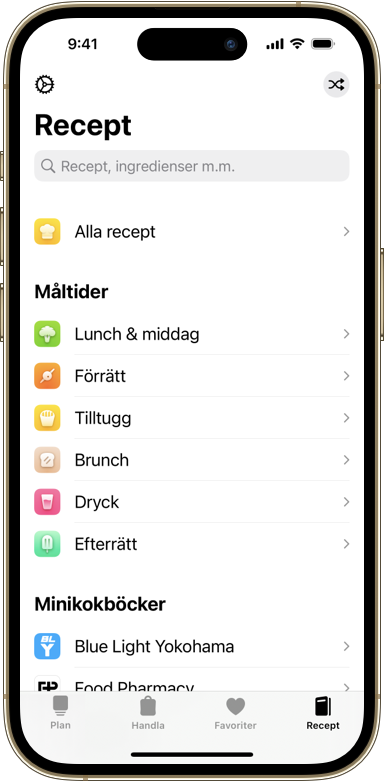 9:41
Recept
Recept, ingredienser m.m.
Alla recept
Måltider
Lunch & middag
Förrätt
Tilltugg
Brunch
Dryck
Efterrätt
Minikokböcker
BL
Y
Blue Light Yokohama
Food Pharmacy
Plan
Handla
Favoriter
Recept